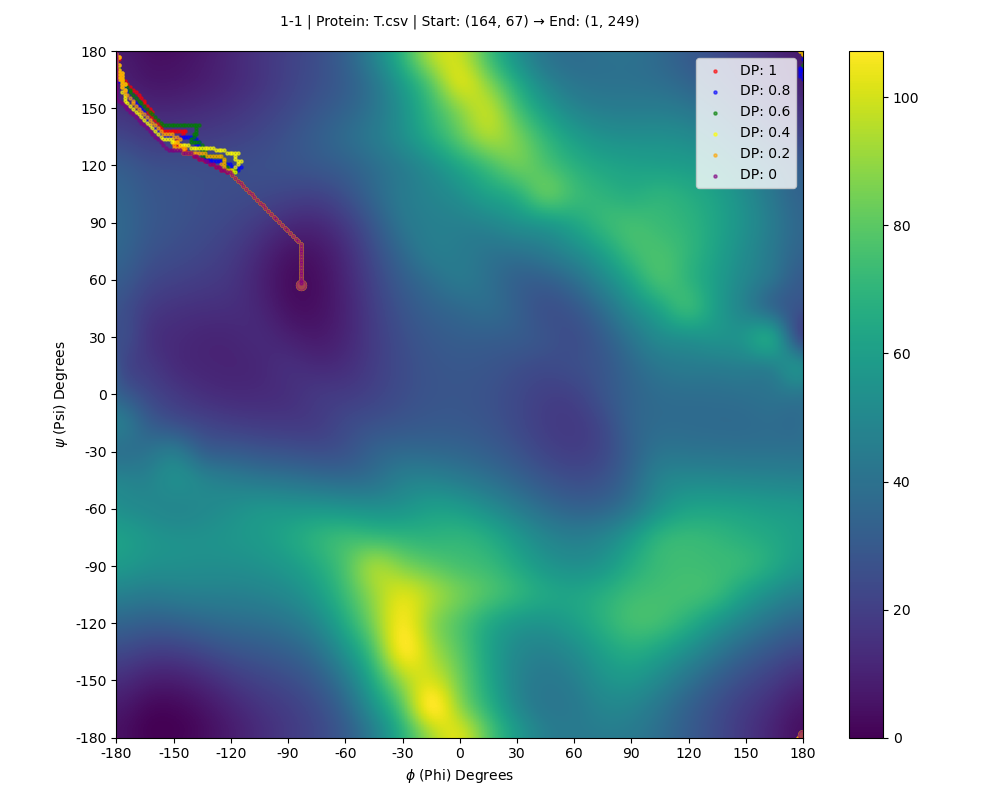 1-1 | Protein: T.csv | Start: (164, 67) → End: (1, 249)
DP: 1
DP: 0.8
DP: 0.6
DP: 0.4
DP: 0.2
DP: 0
180
150
120
90
60
30
0
-30
-60
-90
-120
-150
-180
ψ (Psi) Degrees
-180 -150 -120 -90 -60 -30 0 30 60 90 120 150 180
ϕ (Phi) Degrees
100
80
60
40
20
0